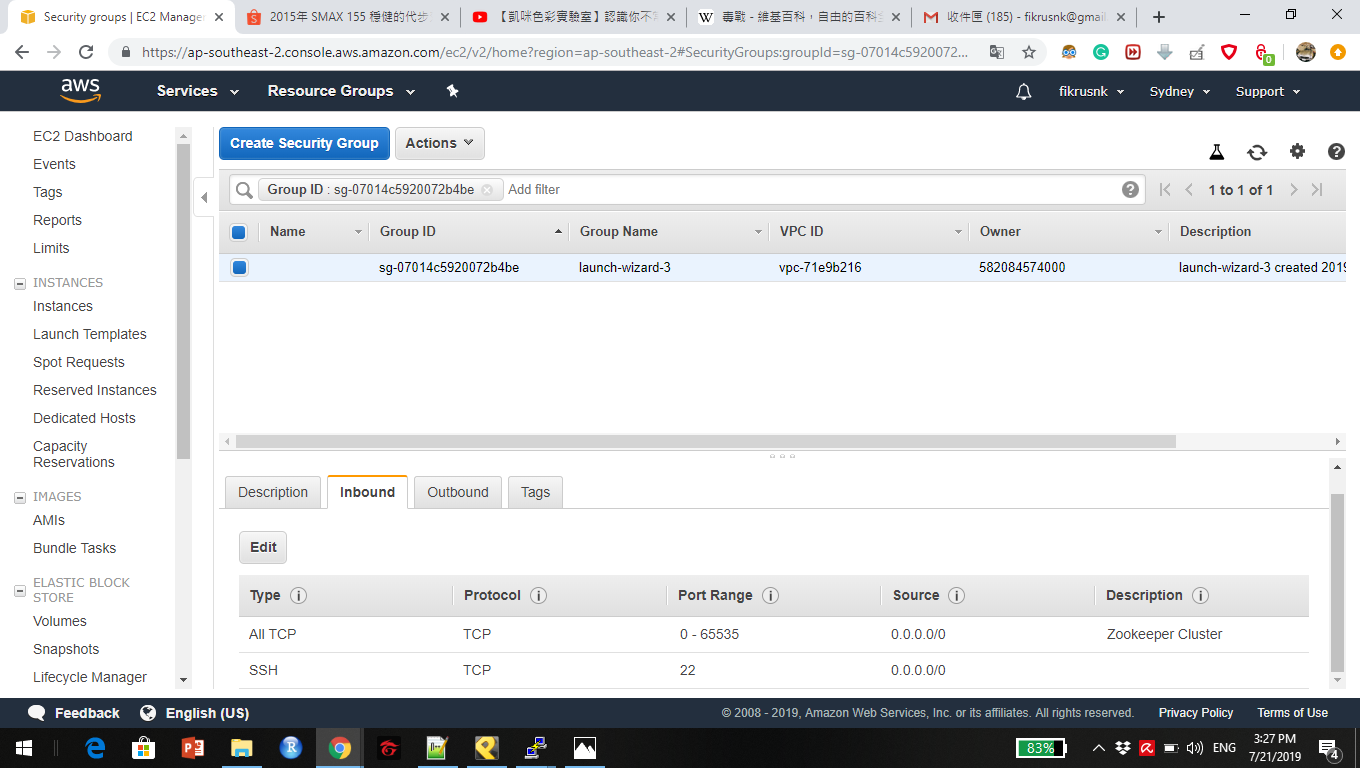 Security groups | EC2 Manager
2015年 SMAX 155 穩健的代步
【凱咪色彩實驗室】認識你不
毒戰 - 維基百科，自由的百科全
收件匣 (185) - fikrusnk@gmail
https://ap-southeast-2.console.aws.amazon.com/ec2/v2/home?region=ap-southeast-2#SecurityGroups:groupId=sg-07014c5920072...
0
aws
Services
Resource Groups
fikrusnk
Sydney
Support
EC2 Dashboard
Events
Tags
Reports
Limits
INSTANCES
Instances
Launch Templates
Spot Requests
Reserved Instances
Dedicated Hosts
Capacity
Reservations
IMAGES
AMIs
Bundle Tasks
ELASTIC BLOCK
STORE
Volumes
Snapshots
Lifecycle Manager
Create Security Group Actions
Group ID : sg-07014c5920072b4be Add filter
1 to 1 of 1
Name Group ID Group Name VPC ID Owner Description
sg-07014c5920072b4be launch-wizard-3 vpc-71e9b216 582084574000 launch-wizard-3 created 2019
Description Inbound Outbound Tags
Edit
Type Protocol Port Range Source Description
All TCP TCP 0 - 65535 0.0.0.0/0 Zookeeper Cluster
SSH TCP 22 0.0.0.0/0
Feedback English (US) © 2008 - 2019, Amazon Web Services, Inc. or its affiliates. All rights reserved. Privacy Policy Terms of Use
83% ENG 3:27 PM
7/21/2019
4